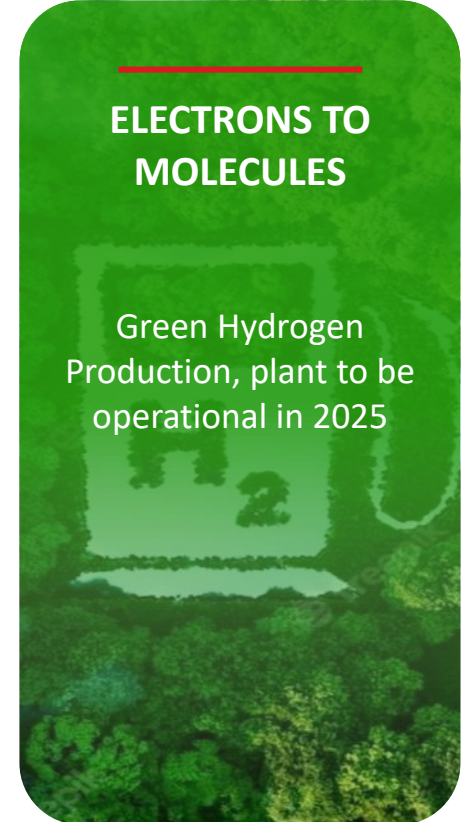 ELECTRONS TO
MOLECULES
Green Hydrogen
Production, plant to be
operational in 2025
H2